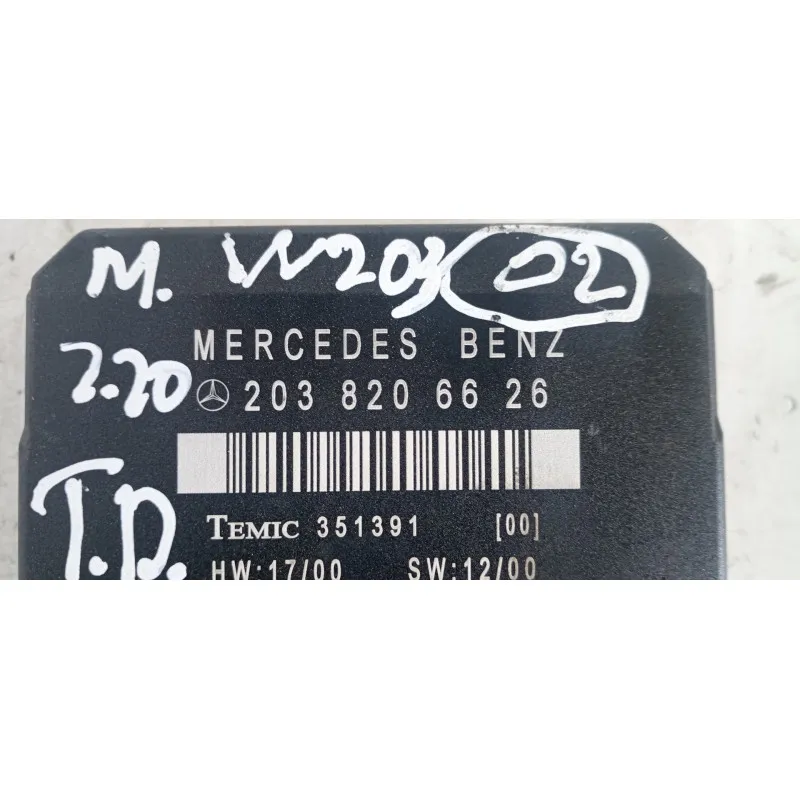 M. W203 02
MERCEDES BENZ
2.20
203 820 66 26
TEMIC 351391 [00]
T.D.
HW:17/00 SW:12/00